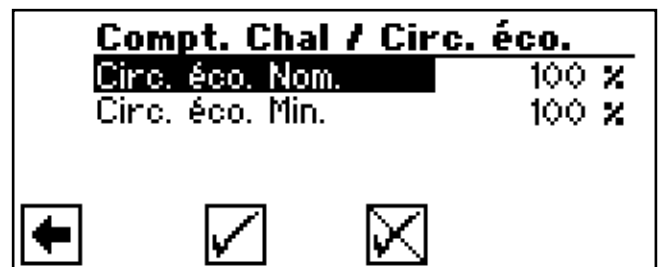 Compt. Chal / Circ. éco.
Circ. éco. Nom. 100 %
Circ. éco. Min. 100 %